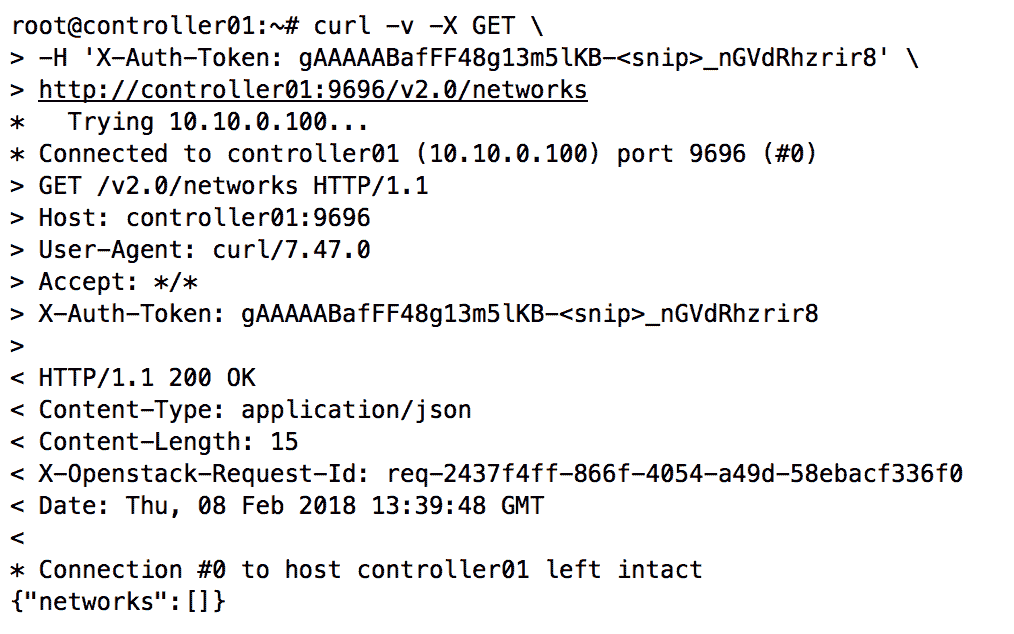 root@controller01:~# curl -v -X GET \
> -H 'X-Auth-Token: gAAAAABafFF48g13m5lKB-<snip>_nGVdRhzrir8' \
> http://controller01:9696/v2.0/networks
*   Trying 10.10.0.100...
* Connected to controller01 (10.10.0.100) port 9696 (#0)
> GET /v2.0/networks HTTP/1.1
> Host: controller01:9696
> User-Agent: curl/7.47.0
> Accept: */*
> X-Auth-Token: gAAAAABafFF48g13m5lKB-<snip>_nGVdRhzrir8
>
< HTTP/1.1 200 OK
< Content-Type: application/json
< Content-Length: 15
< X-Openstack-Request-Id: req-2437f4ff-866f-4054-a49d-58ebacf336f0
< Date: Thu, 08 Feb 2018 13:39:48 GMT
<
* Connection #0 to host controller01 left intact
{"networks":[]}